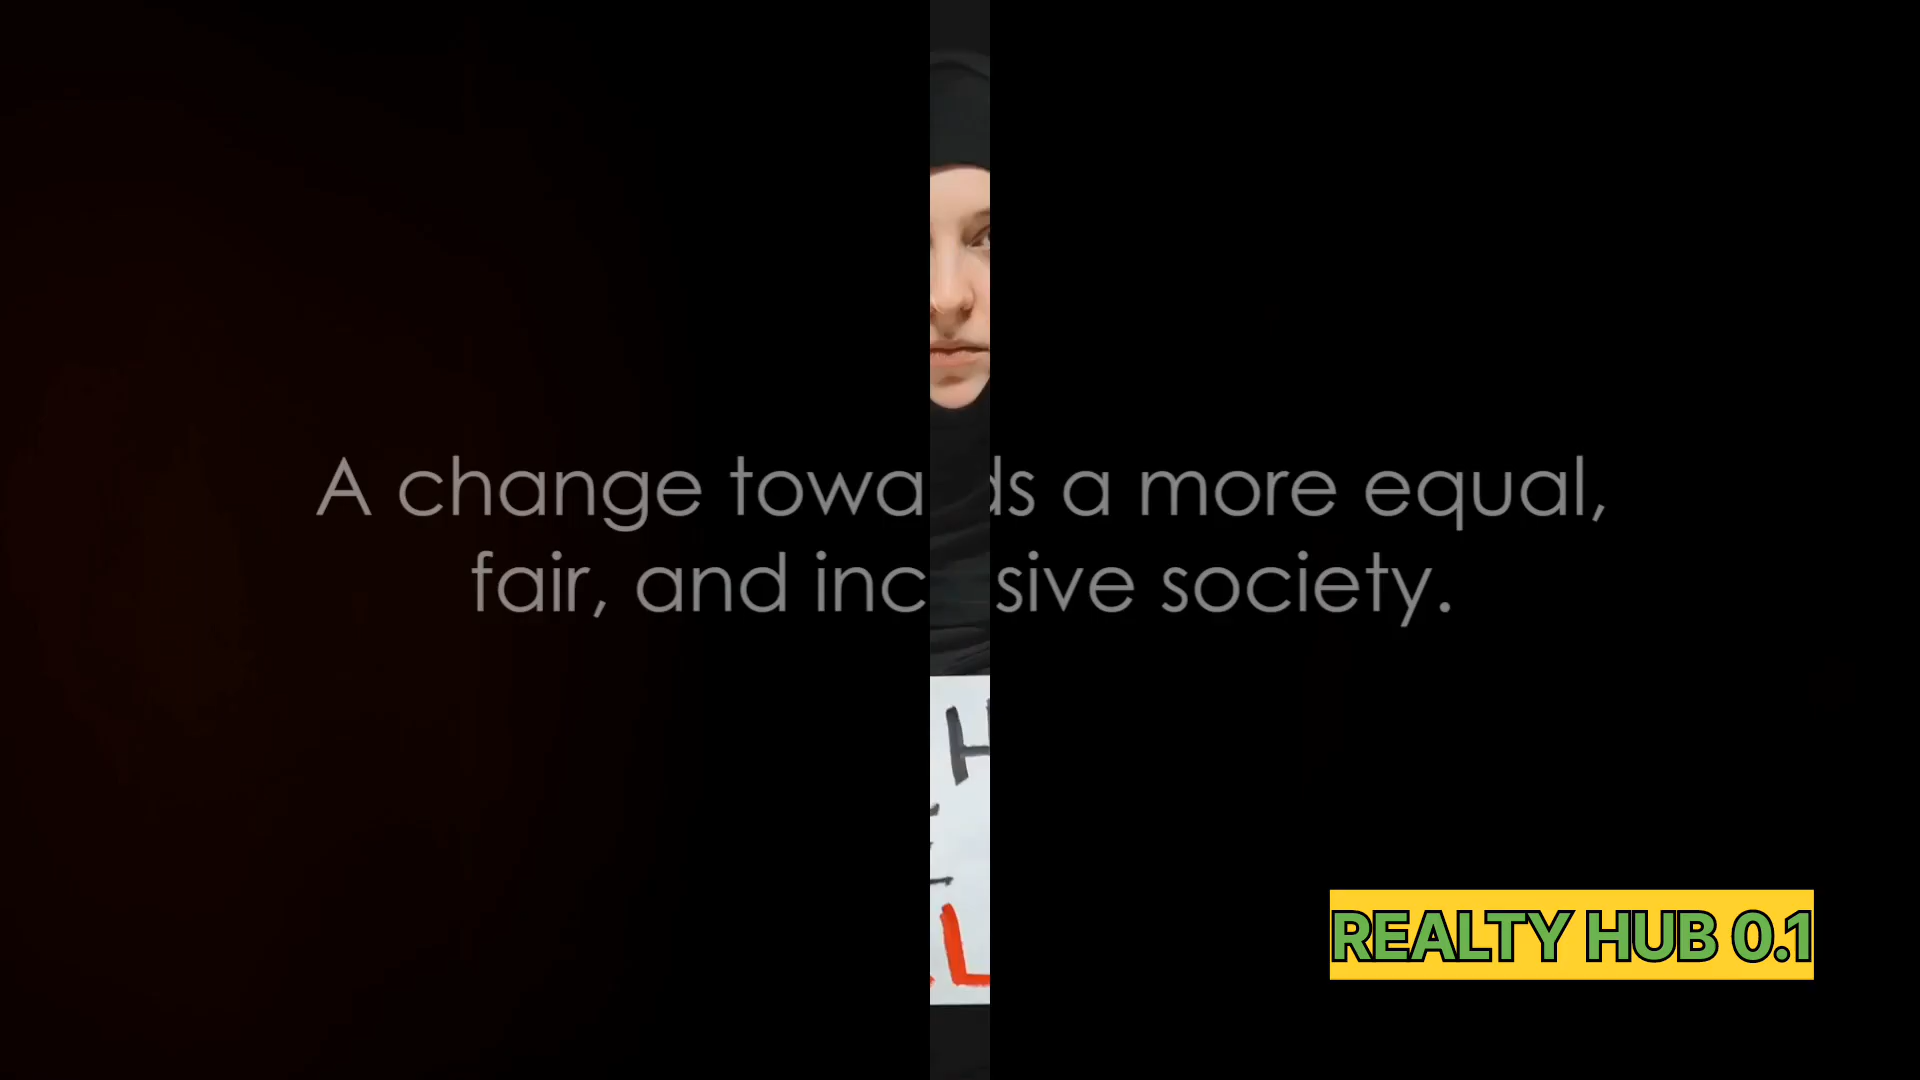 A change towa ds a more equal,
fair, and inc sive society.
H
L
REALTY HUB 0.1